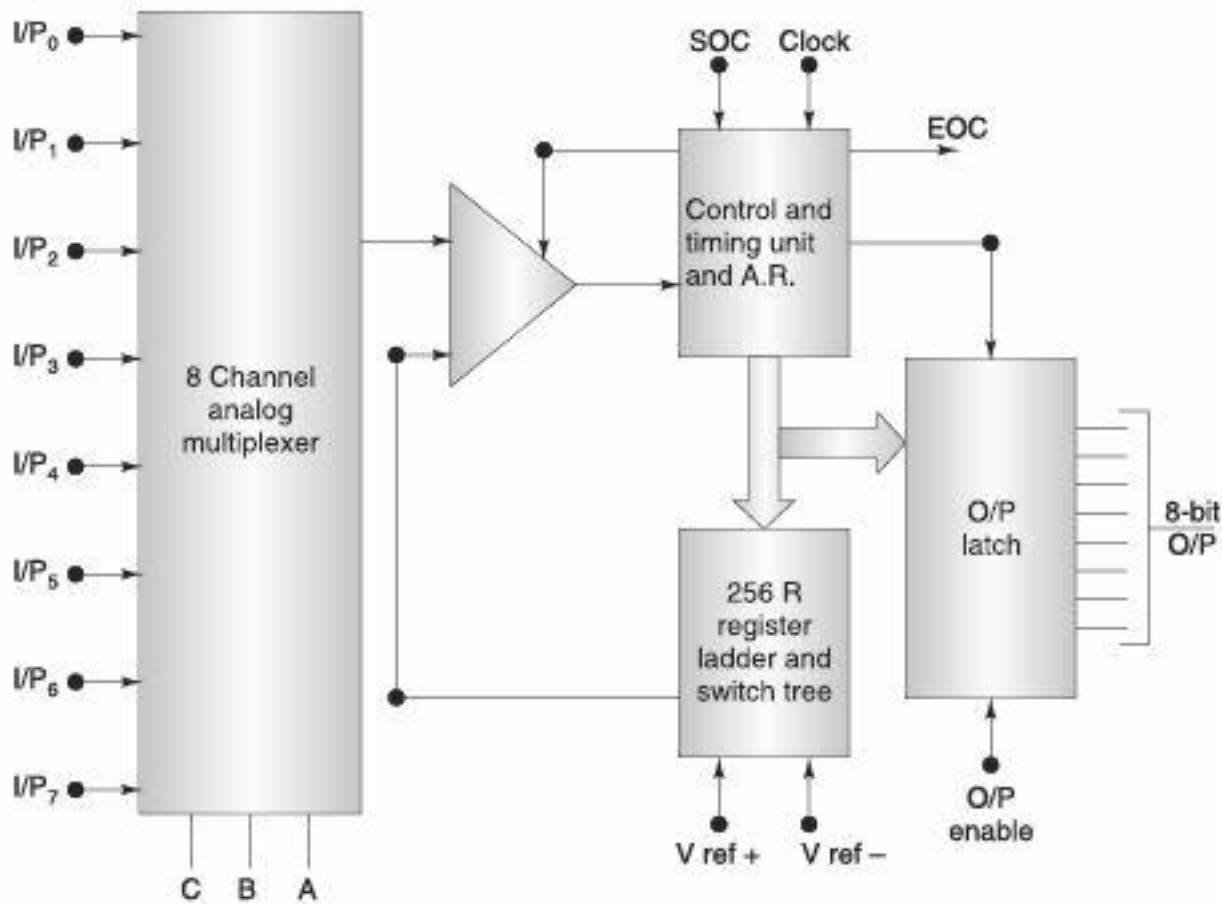 I/P0
I/P1
I/P2
I/P3
I/P4
I/P5
I/P6
I/P7
8 Channel
analog
multiplexer
C B A
SOC Clock
EOC
Control and
timing unit
and A.R.
256 R
register
ladder and
switch tree
V ref + V ref –
O/P
latch
8-bit
O/P
O/P
enable